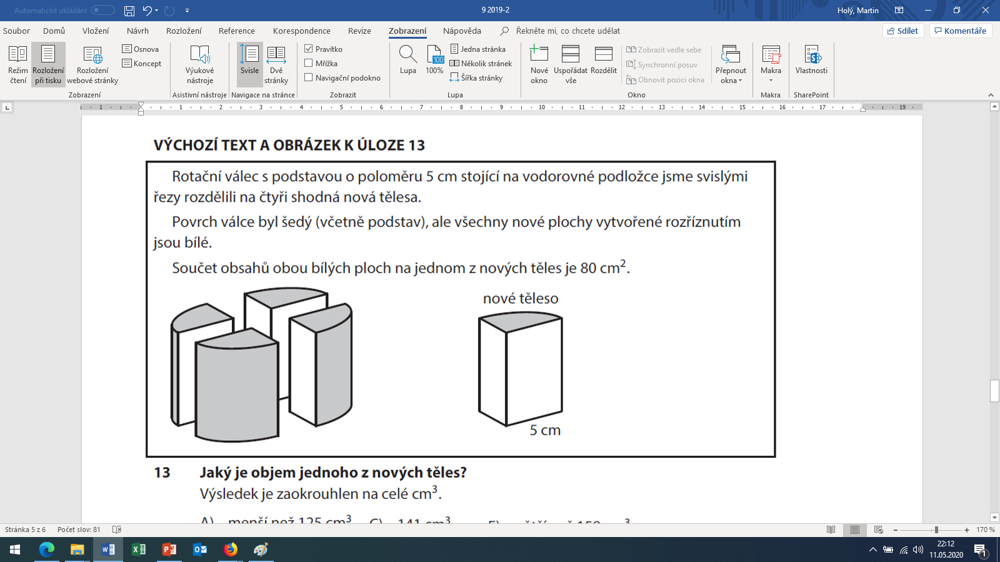 Automatické ukládání
9 2019-2
Holý, Martin
Soubor Domů Vložení Návrh Rozložení Reference Korespondence Revize Zobrazení Nápověda Řekněte mi, co chcete udělat Sdílet Komentáře
Režim čtení
Rozložení při tisku
Rozložení webové stránky
Osnova
Koncept
Zobrazení
Výukové nástroje
Asistivní nástroje
Svisle
Dvě stránky
Navigace na stránce
Pravítko
Mřížka
Navigační podokno
Zobrazit
Lupa
100
100%
Jedna stránka
Několik stránek
Šířka stránky
Lupa
Nové okno
Uspořádat vše
Rozdělit
Zobrazit vedle sebe
Synchronní posuv
Obnovit pozici okna
Přepnout okna
Okno
Makra
Makra
Vlastnosti
SharePoint
1 1 2 3 4 5 6 7 8 9 10 11 12 13 14 15 16 17 19
VÝCHOZÍ TEXT A OBRÁZEK K ÚLOZE 13
Rotační válec s podstavou o poloměru 5 cm stojící na vodorovné podložce jsme svislými
řezy rozdělili na čtyři shodná nová tělesa.
Povrch válce byl šedý (včetně podstav), ale všechny nové plochy vytvořené rozříznutím
jsou bílé.
Součet obsahů obou bílých ploch na jednom z nových těles je 80 cm².
nové těleso
5 cm
13 Jaký je objem jednoho z nových těles?
Výsledek je zaokrouhlen na celé cm³.
A) menší než 125 cm³ C) 141 cm³
Stránka 5 z 6 Počet slov: 81
170 %
22:12
11.05.2020
1